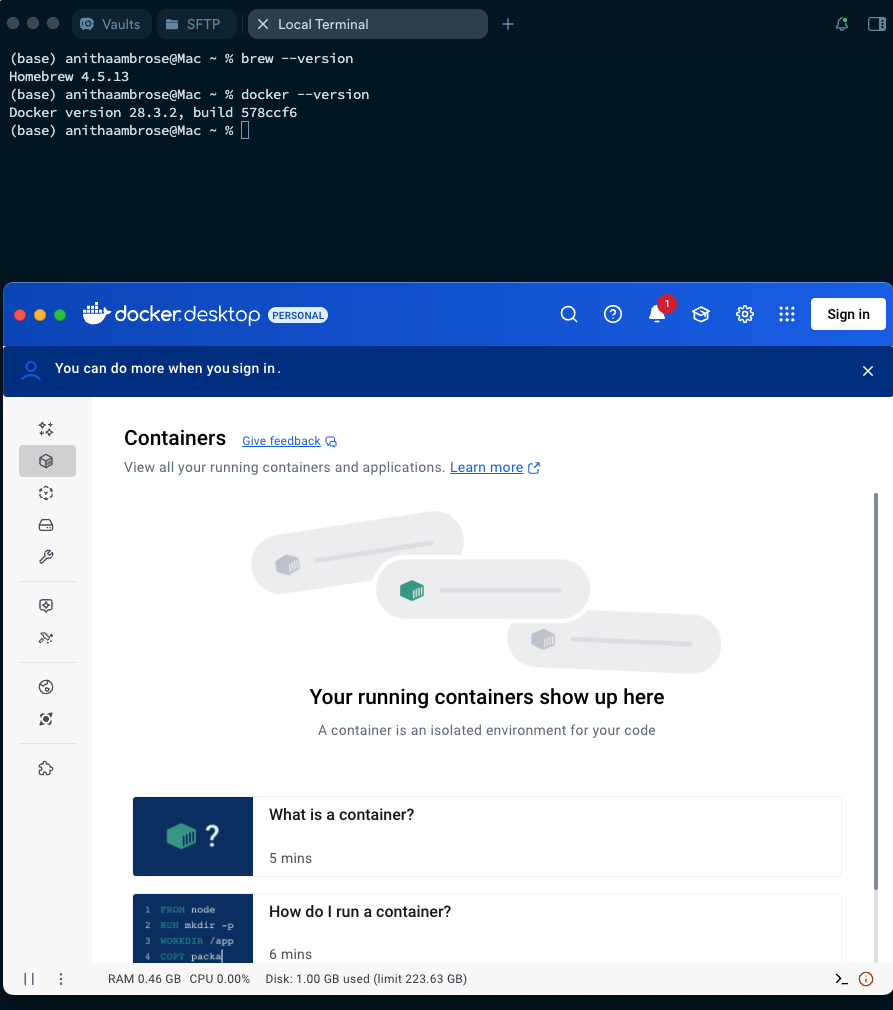 Vaults SFTP Local Terminal
(base) anithaambrose@Mac ~ % brew --version
Homebrew 4.5.13
(base) anithaambrose@Mac ~ % docker --version
Docker version 28.3.2, build 578ccf6
(base) anithaambrose@Mac ~ %
docker.desktop PERSONAL 1 Sign in
You can do more when you sign in.
Containers Give feedback
View all your running containers and applications. Learn more
Your running containers show up here
A container is an isolated environment for your code
?
What is a container?
5 mins
1 FROM node
2 RUN mkdir -p
3 WORKDIR /app
4 COPY packa
How do I run a container?
6 mins
RAM 0.46 GB CPU 0.00% Disk: 1.00 GB used (limit 223.63 GB)